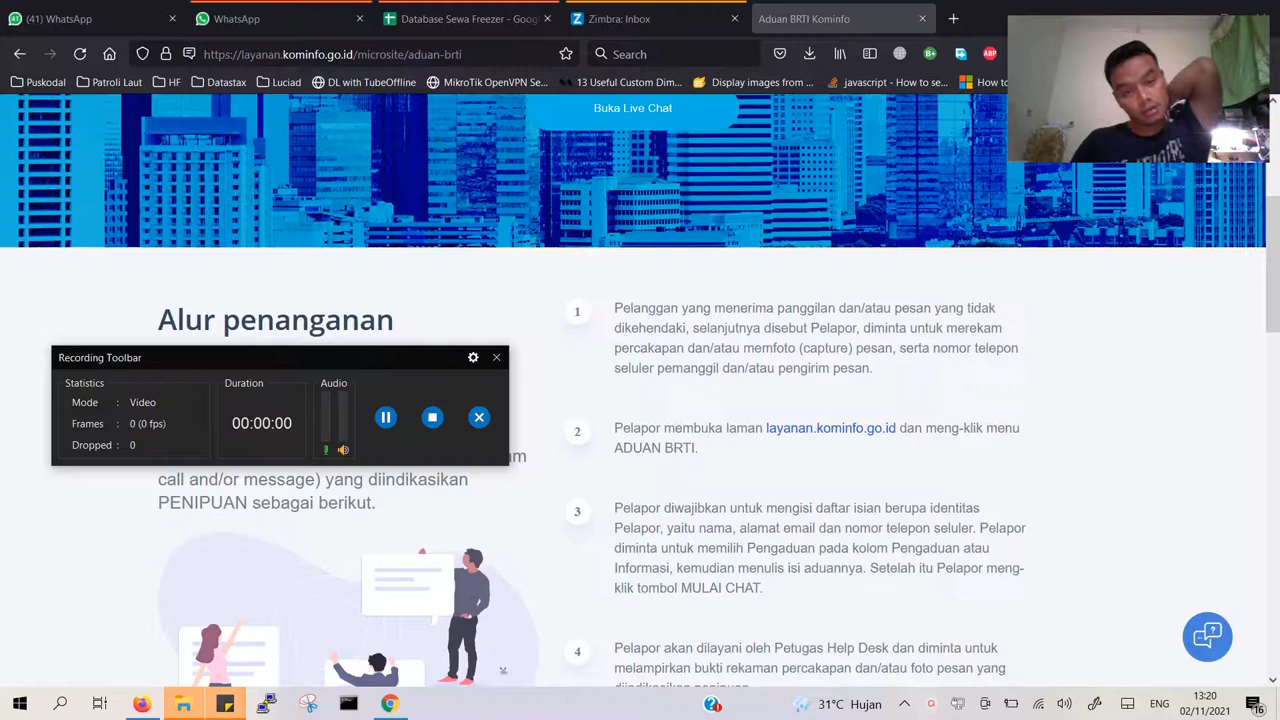 41
(41) WhatsApp
WhatsApp
Database Sewa Freezer - Goog
Zimbra: Inbox
Aduan BRTI Kominfo
https://layanan.kominfo.go.id/microsite/aduan-brti
Search
ABP
Puskodal
Patroli Laut
HF
Datastax
Luciad
DL with TubeOffline
MikroTik OpenVPN Se...
13 Useful Custom Dim...
Display images from ...
javascript - How to se...
How to
Buka Live Chat
Alur penanganan
call and/or message) yang diindikasikan
PENIPUAN sebagai berikut.
Recording Toolbar
Statistics
Mode : Video
Frames : 0 (0 fps)
Dropped : 0
Duration
00:00:00
Audio
1
Pelanggan yang menerima panggilan dan/atau pesan yang tidak
dikehendaki, selanjutnya disebut Pelapor, diminta untuk merekam
percakapan dan/atau memfoto (capture) pesan, serta nomor telepon
seluler pemanggil dan/atau pengirim pesan.
2
Pelapor membuka laman layanan.kominfo.go.id dan meng-klik menu
ADUAN BRTI.
3
Pelapor diwajibkan untuk mengisi daftar isian berupa identitas
Pelapor, yaitu nama, alamat email dan nomor telepon seluler. Pelapor
diminta untuk memilih Pengaduan pada kolom Pengaduan atau
Informasi, kemudian menulis isi aduannya. Setelah itu Pelapor meng-
klik tombol MULAI CHAT.
4
Pelapor akan dilayani oleh Petugas Help Desk dan diminta untuk
melampirkan bukti rekaman percakapan dan/atau foto pesan yang
31°C Hujan
ENG
13:20
02/11/2021
16